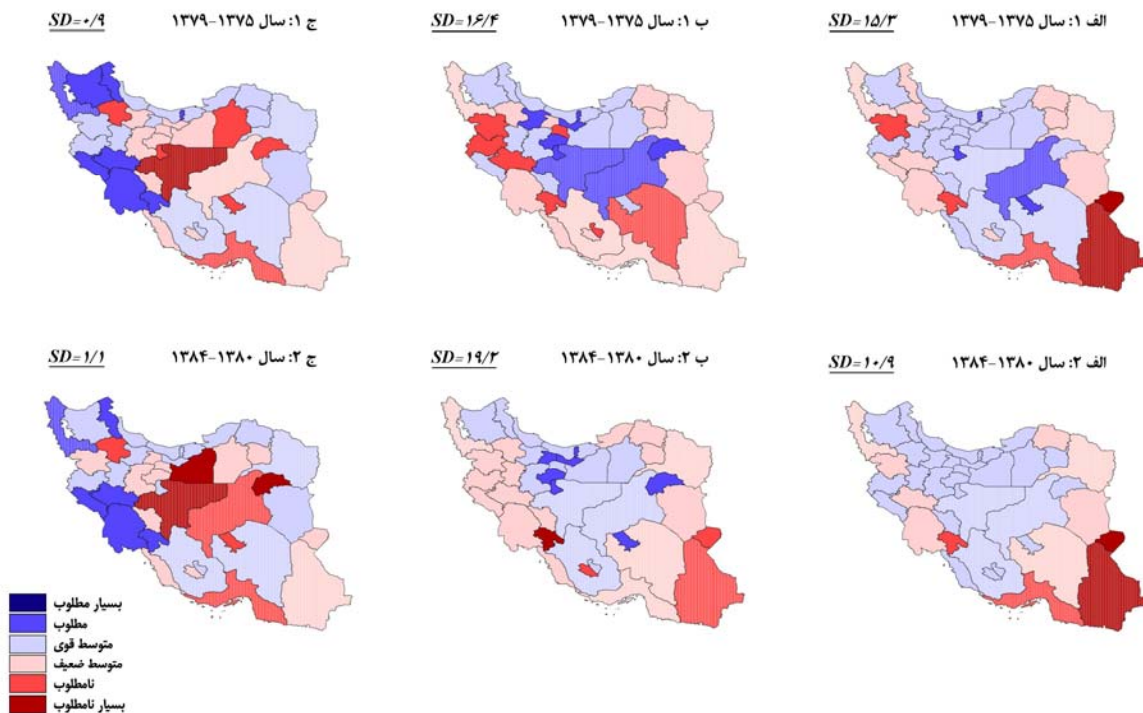 الف ۱: سال ۱۳۷۵-۱۳۷۹
SD=۱۵/۳
ب ۱: سال ۱۳۷۵-۱۳۷۹
SD=۱۶/۴
ج ۱: سال ۱۳۷۵-۱۳۷۹
SD=۰/۹
الف ۲: سال ۱۳۸۰-۱۳۸۴
SD=۱۰/۹
ب ۲: سال ۱۳۸۰-۱۳۸۴
SD=۱۹/۲
ج ۲: سال ۱۳۸۰-۱۳۸۴
SD=۱/۱
بسیار مطلوب
مطلوب
متوسط قوی
متوسط ضعیف
نامطلوب
بسیار نامطلوب